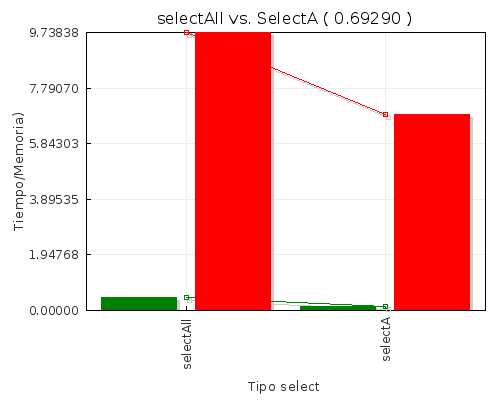 selectAll vs. SelectA ( 0.69290 )
9.73838
7.79070
5.84303
3.89535
1.94768
0.00000
Tiempo/Memoria)
selectAll
selectA
Tipo select